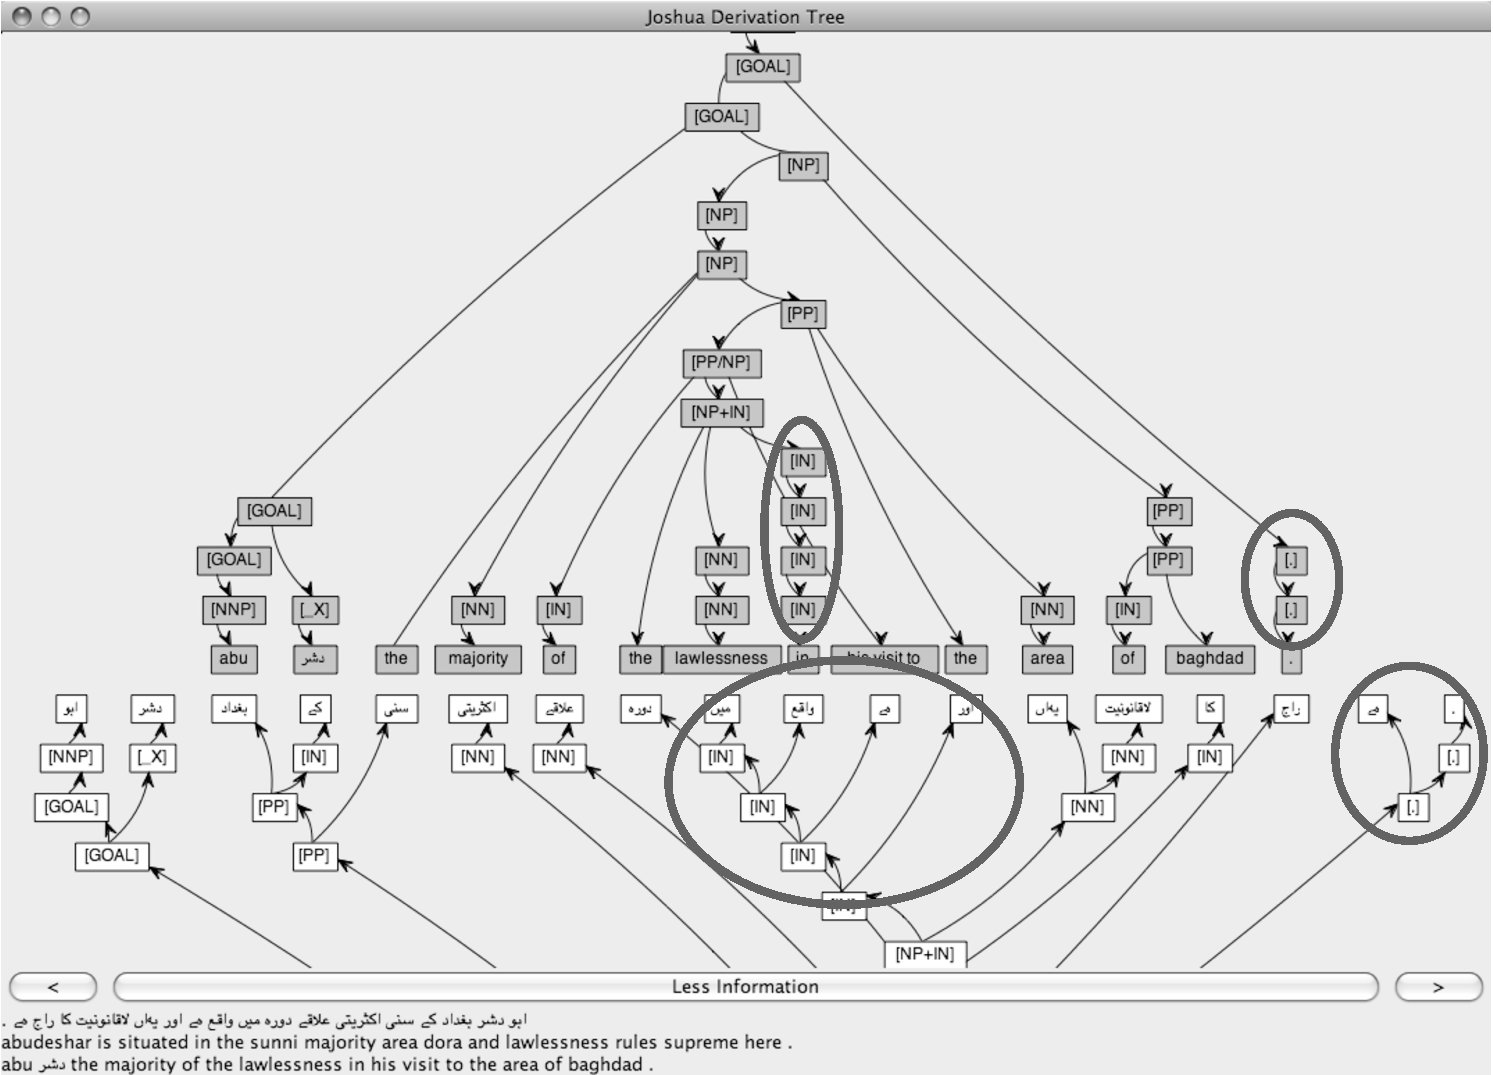 Joshua Derivation Tree
[GOAL]
[GOAL]
[NP]
[NP]
[NP]
[PP]
[PP/NP]
[NP+IN]
[IN]
[GOAL] [IN] [PP]
[GOAL] [NN] [IN] [PP] [.]
[NNP] [_X] [NN] [IN] [NN] [IN] [NN] [IN] [.]
abu دشر the majority of the lawlessness in his visit to the area of baghdad .
ابو دشر بغداد کے سنی اکثریتی علاقے دورہ میں واقع ہے اور یہاں لاقانونیت کا راج ہے .
[NNP] [_X] [IN] [NN] [NN] [IN] [NN] [IN] [.]
[GOAL] [PP] [IN] [NN] [.]
[GOAL] [PP] [IN]
[IN]
[NP+IN]
< Less Information >
ابو دشر بغداد کے سنی اکثریتی علاقے دورہ میں واقع ہے اور یہاں لاقانونیت کا راج ہے .
abudeshar is situated in the sunni majority area dora and lawlessness rules supreme here .
abu دشر the majority of the lawlessness in his visit to the area of baghdad .